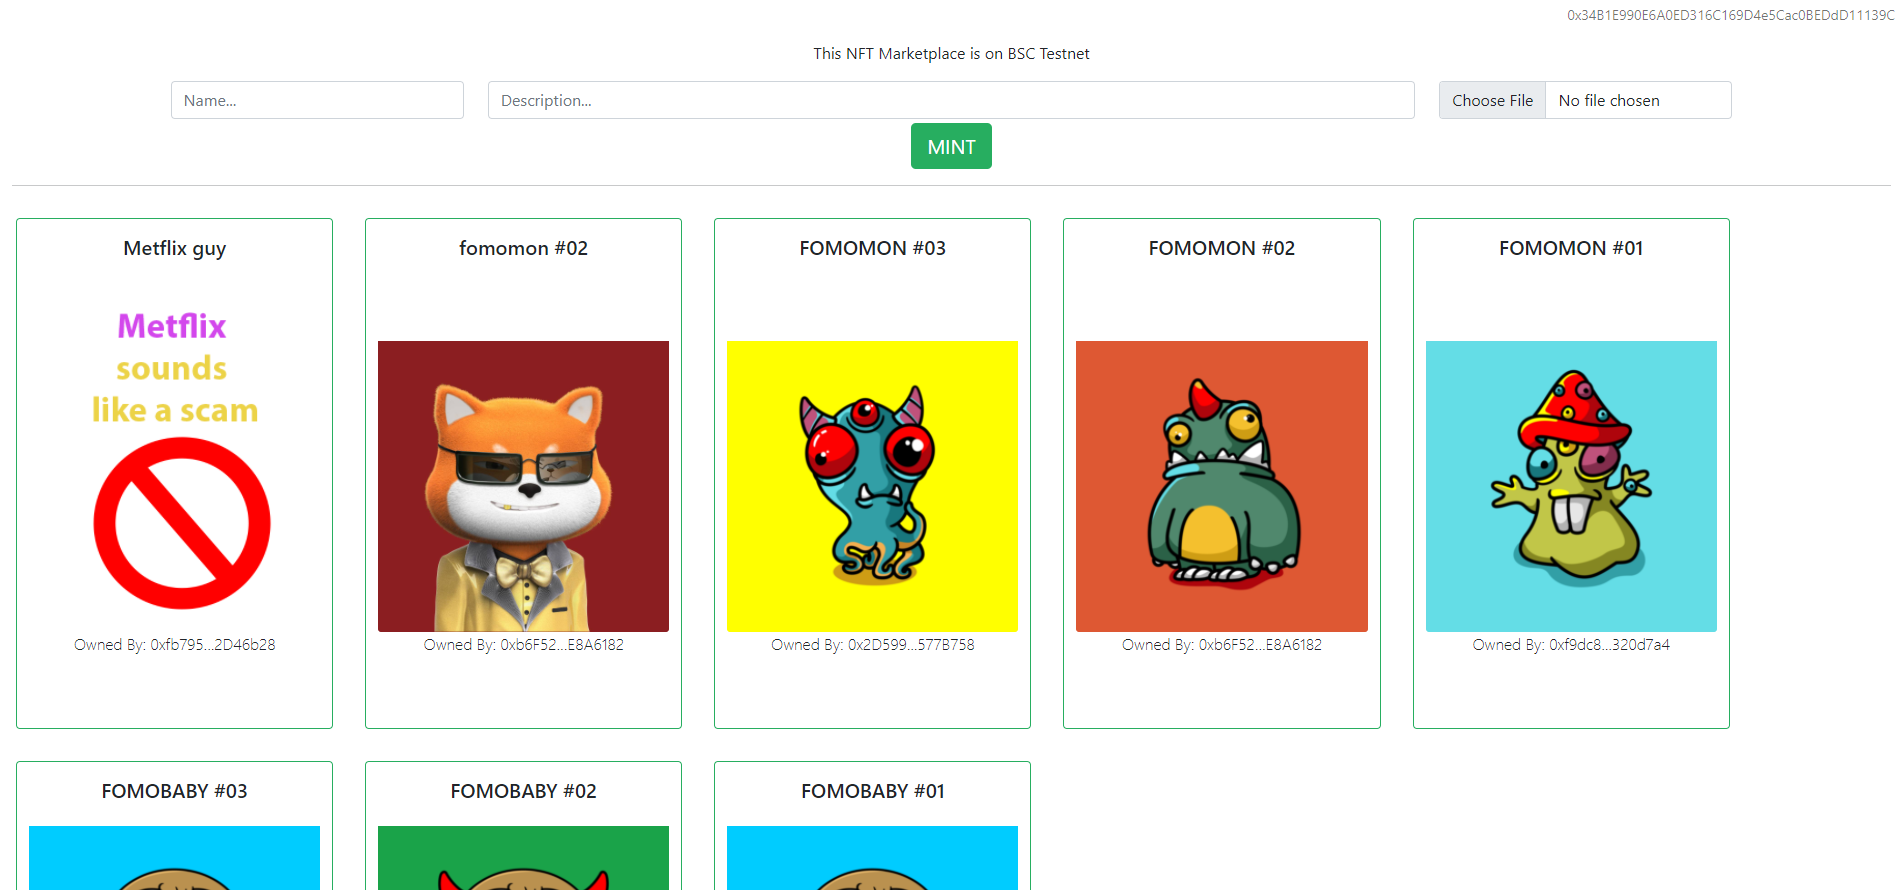 0x34B1E990E6A0ED316C169D4e5Cac0BEDdD11139C
This NFT Marketplace is on BSC Testnet
Name...
Description...
Choose File
No file chosen
MINT
Metflix guy
Metflix
sounds
like a scam
Owned By: 0xfb795...2D46b28
fomomon #02
Owned By: 0xb6F52...E8A6182
FOMOMON #03
Owned By: 0x2D599...577B758
FOMOMON #02
Owned By: 0xb6F52...E8A6182
FOMOMON #01
Owned By: 0xf9dc8...320d7a4
FOMOBABY #03
FOMOBABY #02
FOMOBABY #01